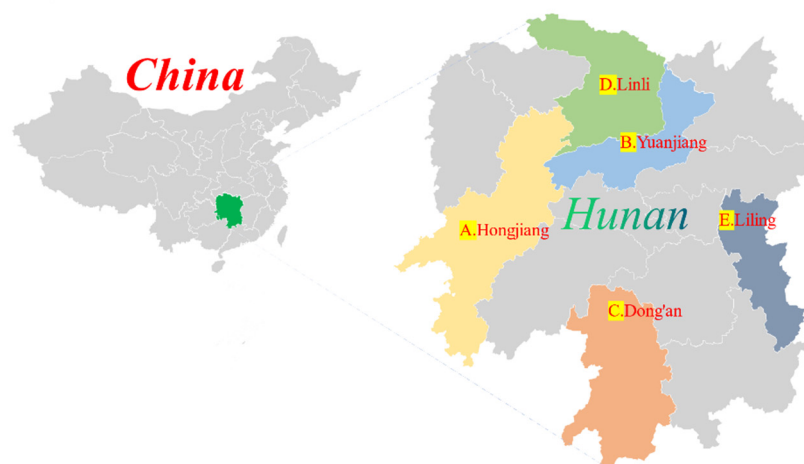 China
D.Linli
B.Yuanjiang
Hunan
E.Liling
A.Hongjiang
C.Dong'an